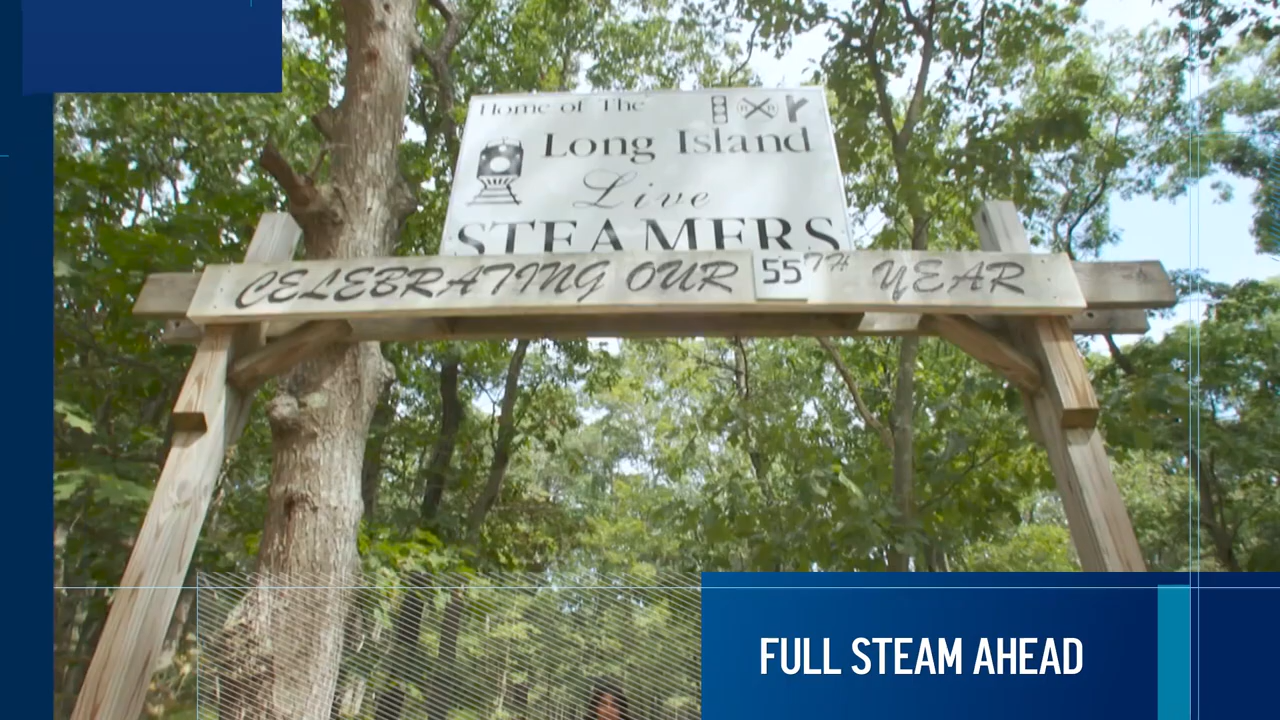 Home of The
Long Island
Live
STEAMERS
CELEBRATING OUR 55TH YEAR
FULL STEAM AHEAD